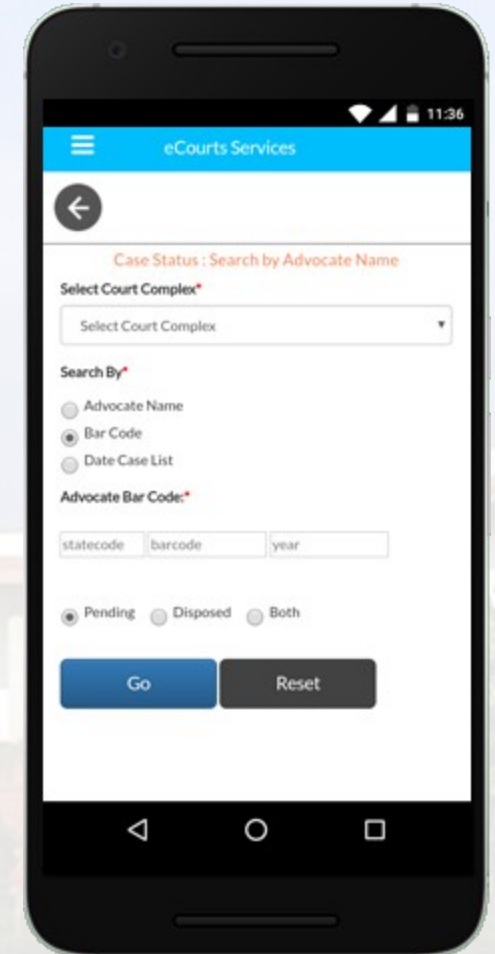 11:36
eCourts Services
Case Status : Search by Advocate Name
Select Court Complex*
Select Court Complex
Search By*
Advocate Name
Bar Code
Date Case List
Advocate Bar Code:*
statecode barcode year
Pending Disposed Both
Go Reset